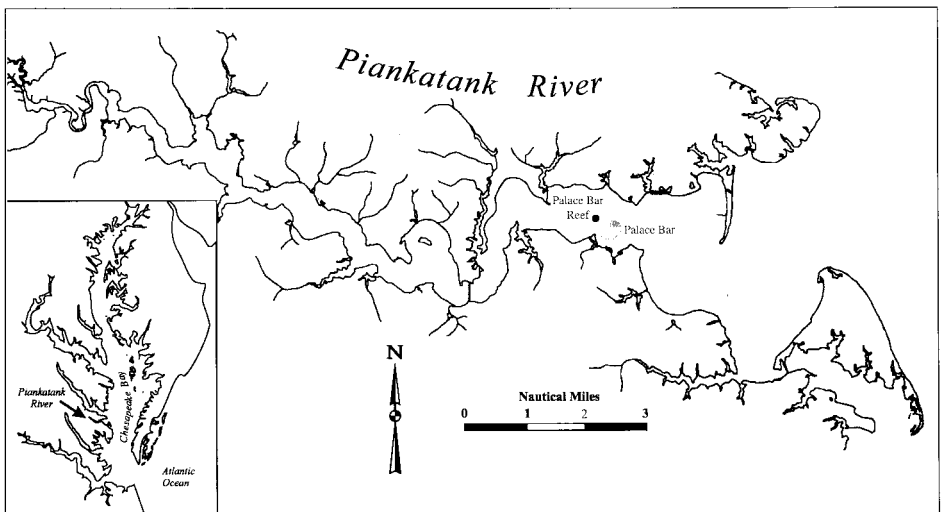 Piankatank River
Palace Bar
Reef
Palace Bar
N
Nautical Miles
0 1 2 3
Piankatank
River
Chesapeake Bay
Atlantic
Ocean